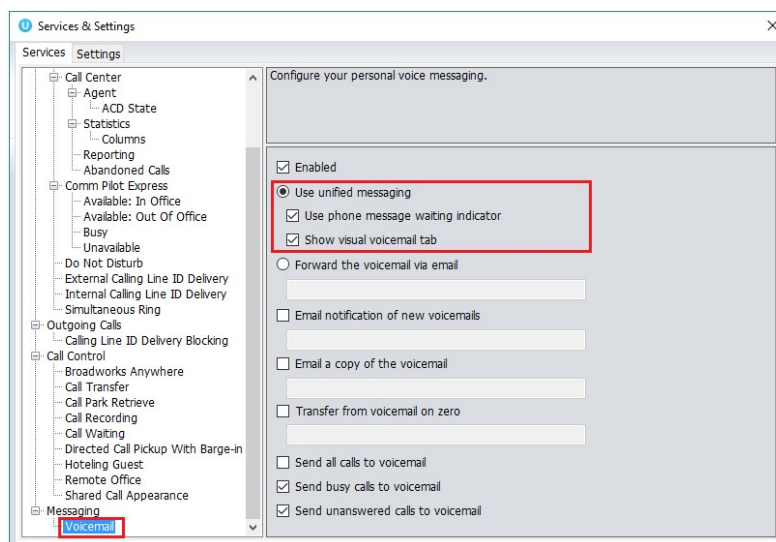 Services & Settings
Services Settings
Call Center
Agent
ACD State
Statistics
Columns
Reporting
Abandoned Calls
Comm Pilot Express
Available: In Office
Available: Out Of Office
Busy
Unavailable
Do Not Disturb
External Calling Line ID Delivery
Internal Calling Line ID Delivery
Simultaneous Ring
Outgoing Calls
Calling Line ID Delivery Blocking
Call Control
Broadworks Anywhere
Call Transfer
Call Park Retrieve
Call Recording
Call Waiting
Directed Call Pickup With Barge-in
Hoteling Guest
Remote Office
Shared Call Appearance
Messaging
Voicemail
Configure your personal voice messaging.
Enabled
Use unified messaging
Use phone message waiting indicator
Show visual voicemail tab
Forward the voicemail via email
Email notification of new voicemails
Email a copy of the voicemail
Transfer from voicemail on zero
Send all calls to voicemail
Send busy calls to voicemail
Send unanswered calls to voicemail